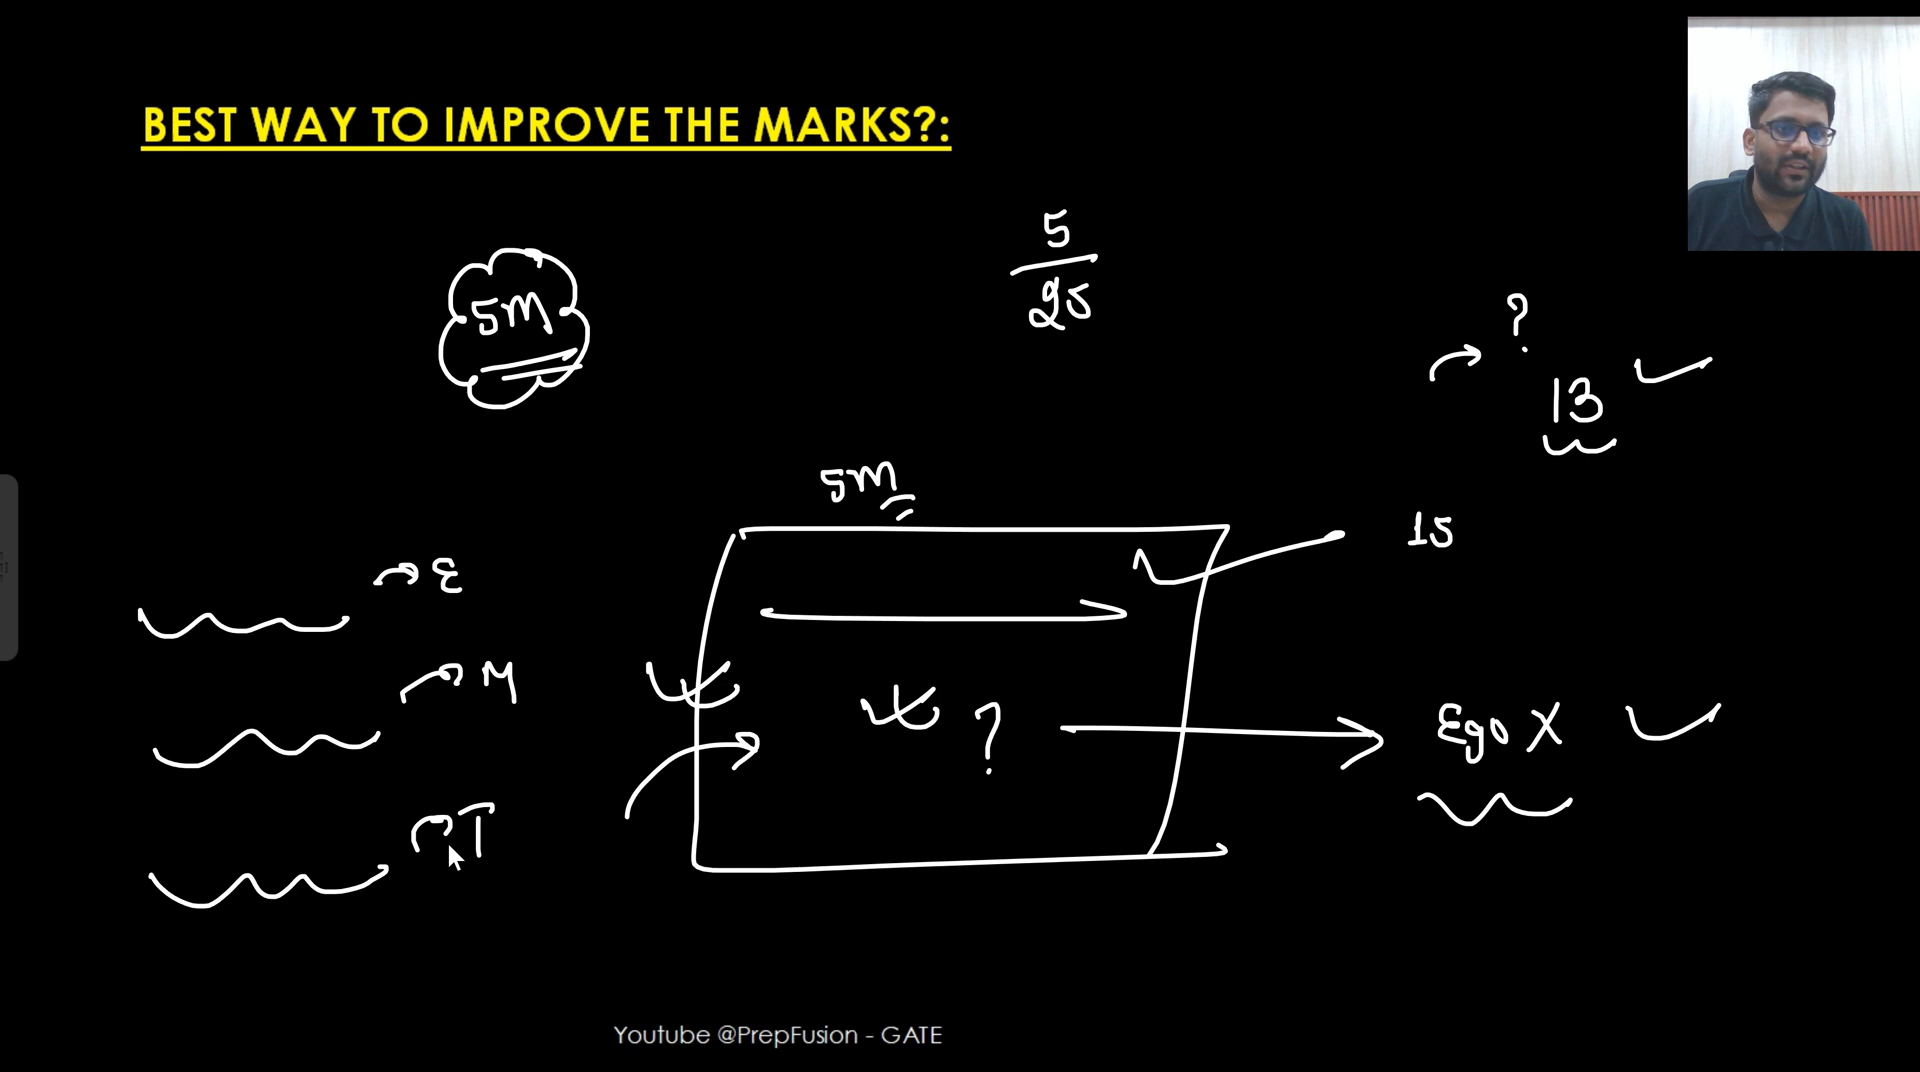 BEST WAY TO IMPROVE THE MARKS?:
5
25
5m
?
13
5m
15
E
M
?
Ego X
T
Youtube @PrepFusion - GATE